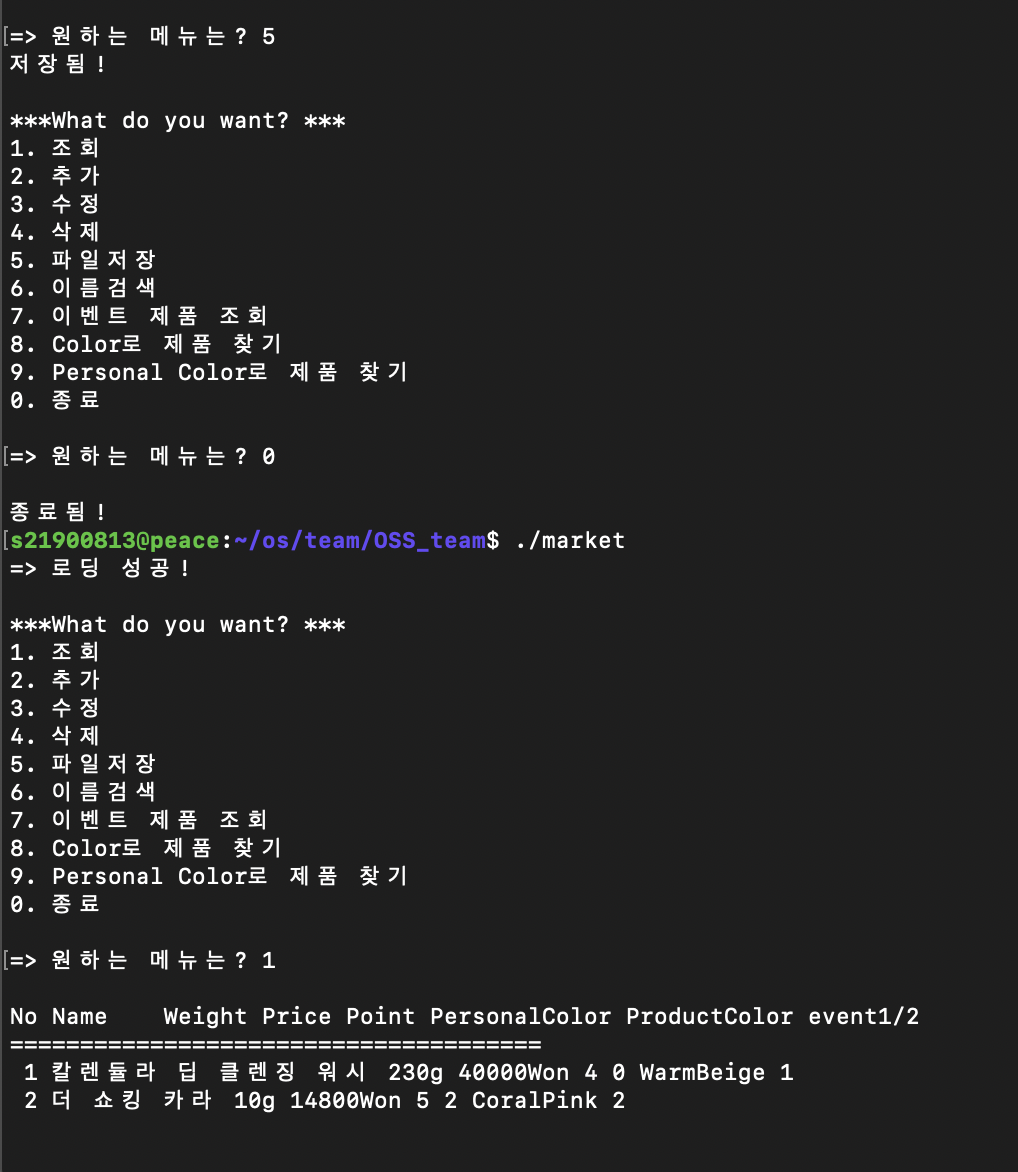 => 원하는 메뉴는? 5
저장됨!
***What do you want? ***
1. 조회
2. 추가
3. 수정
4. 삭제
5. 파일저장
6. 이름검색
7. 이벤트 제품 조회
8. Color로 제품 찾기
9. Personal Color로 제품 찾기
0. 종료
=> 원하는 메뉴는? 0
종료됨!
s21900813@peace:~/os/team/OSS_team$ ./market
=> 로딩 성공!
***What do you want? ***
1. 조회
2. 추가
3. 수정
4. 삭제
5. 파일저장
6. 이름검색
7. 이벤트 제품 조회
8. Color로 제품 찾기
9. Personal Color로 제품 찾기
0. 종료
=> 원하는 메뉴는? 1
No Name    Weight Price Point PersonalColor ProductColor event1/2
======================================
1 칼렌듈라 딥 클렌징 워시 230g 40000Won 4 0 WarmBeige 1
2 더 쇼킹 카라 10g 14800Won 5 2 CoralPink 2